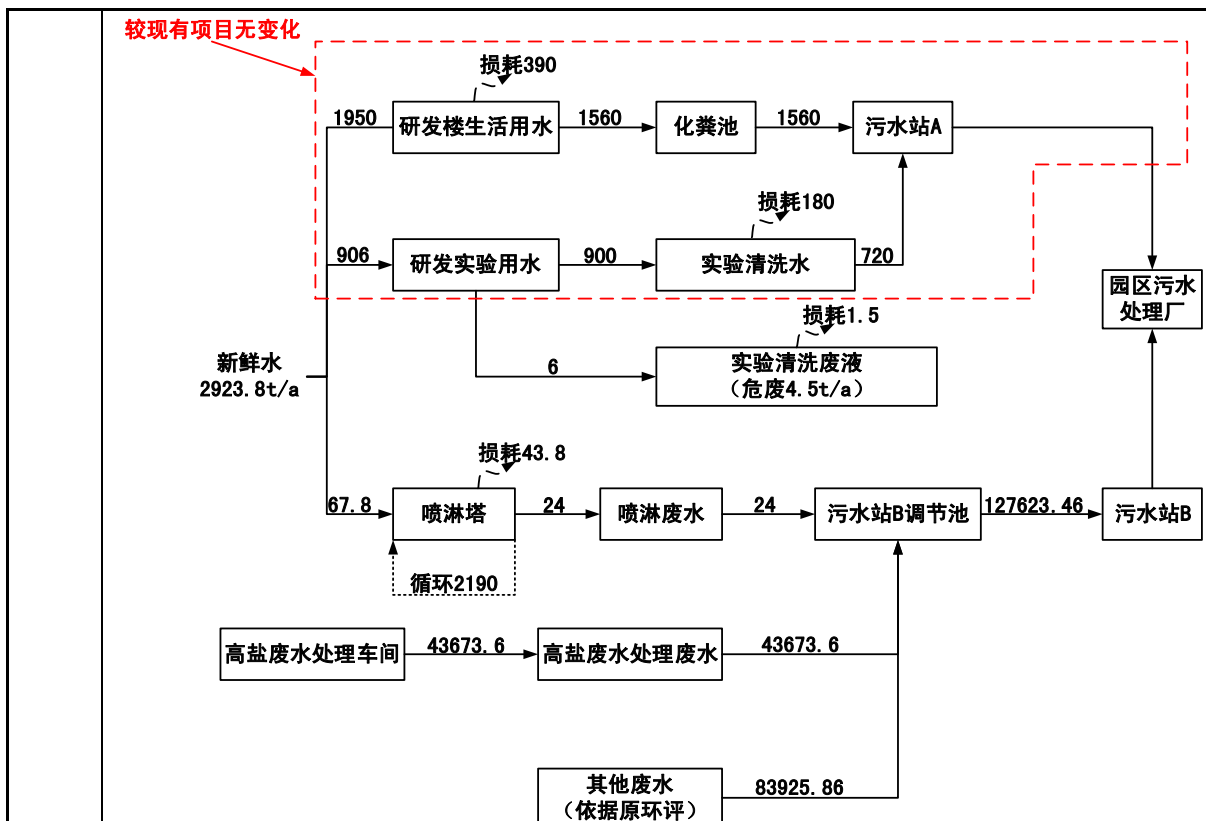 较现有项目无变化
损耗390
1950
研发楼生活用水
1560
化粪池
1560
污水站A
损耗180
906
研发实验用水
900
实验清洗水
720
园区污水
处理厂
损耗1.5
新鲜水
2923.8t/a
6
实验清洗废液
（危废4.5t/a）
损耗43.8
67.8
喷淋塔
24
喷淋废水
24
污水站B调节池
127623.46
污水站B
循环2190
高盐废水处理车间
43673.6
高盐废水处理废水
43673.6
其他废水
（依据原环评）
83925.86